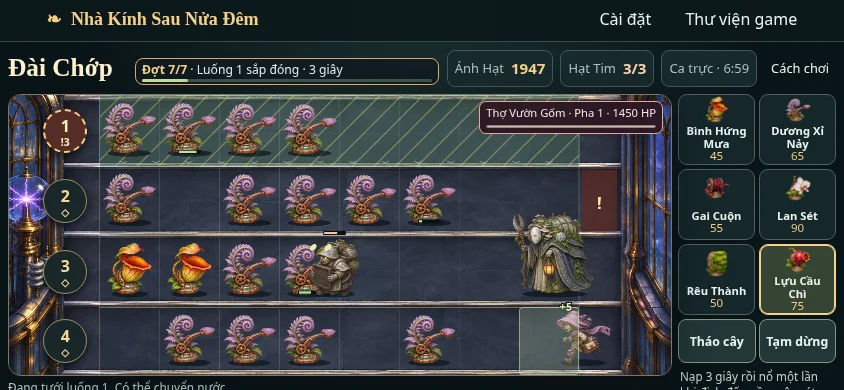 ❧ Nhà Kính Sau Nửa Đêm
Cài đặt
Thư viện game
Đài Chớp
Đợt 7/7 · Luống 1 sắp đóng · 3 giây
Ánh Hạt 1947
Hạt Tim 3/3
Ca trực · 6:59
Cách chơi
Thợ Vườn Gốm · Pha 1 · 1450 HP
1
!3
2
◇
!
3
◇
4
◇
+5
Bình Hứng Mưa
45
Dương Xỉ Nảy
65
Gai Cuộn
55
Lan Sét
90
Rêu Thành
50
Lựu Cầu Chì
75
Tháo cây
Tạm dừng
Đang tưới luống 1. Có thể chuyển nước
Nạp 3 giây rồi nổ một lần